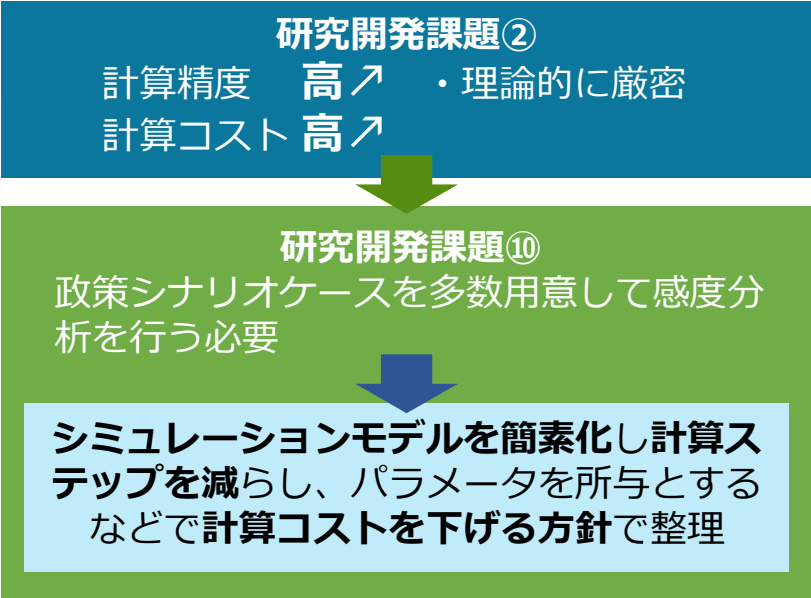 研究開発課題②
計算精度 高↗ ・理論的に厳密
計算コスト 高↗
研究開発課題⑩
政策シナリオケースを多数用意して感度分
析を行う必要
シミュレーションモデルを簡素化し計算ス
テップを減らし、パラメータを所与とする
などで計算コストを下げる方針で整理